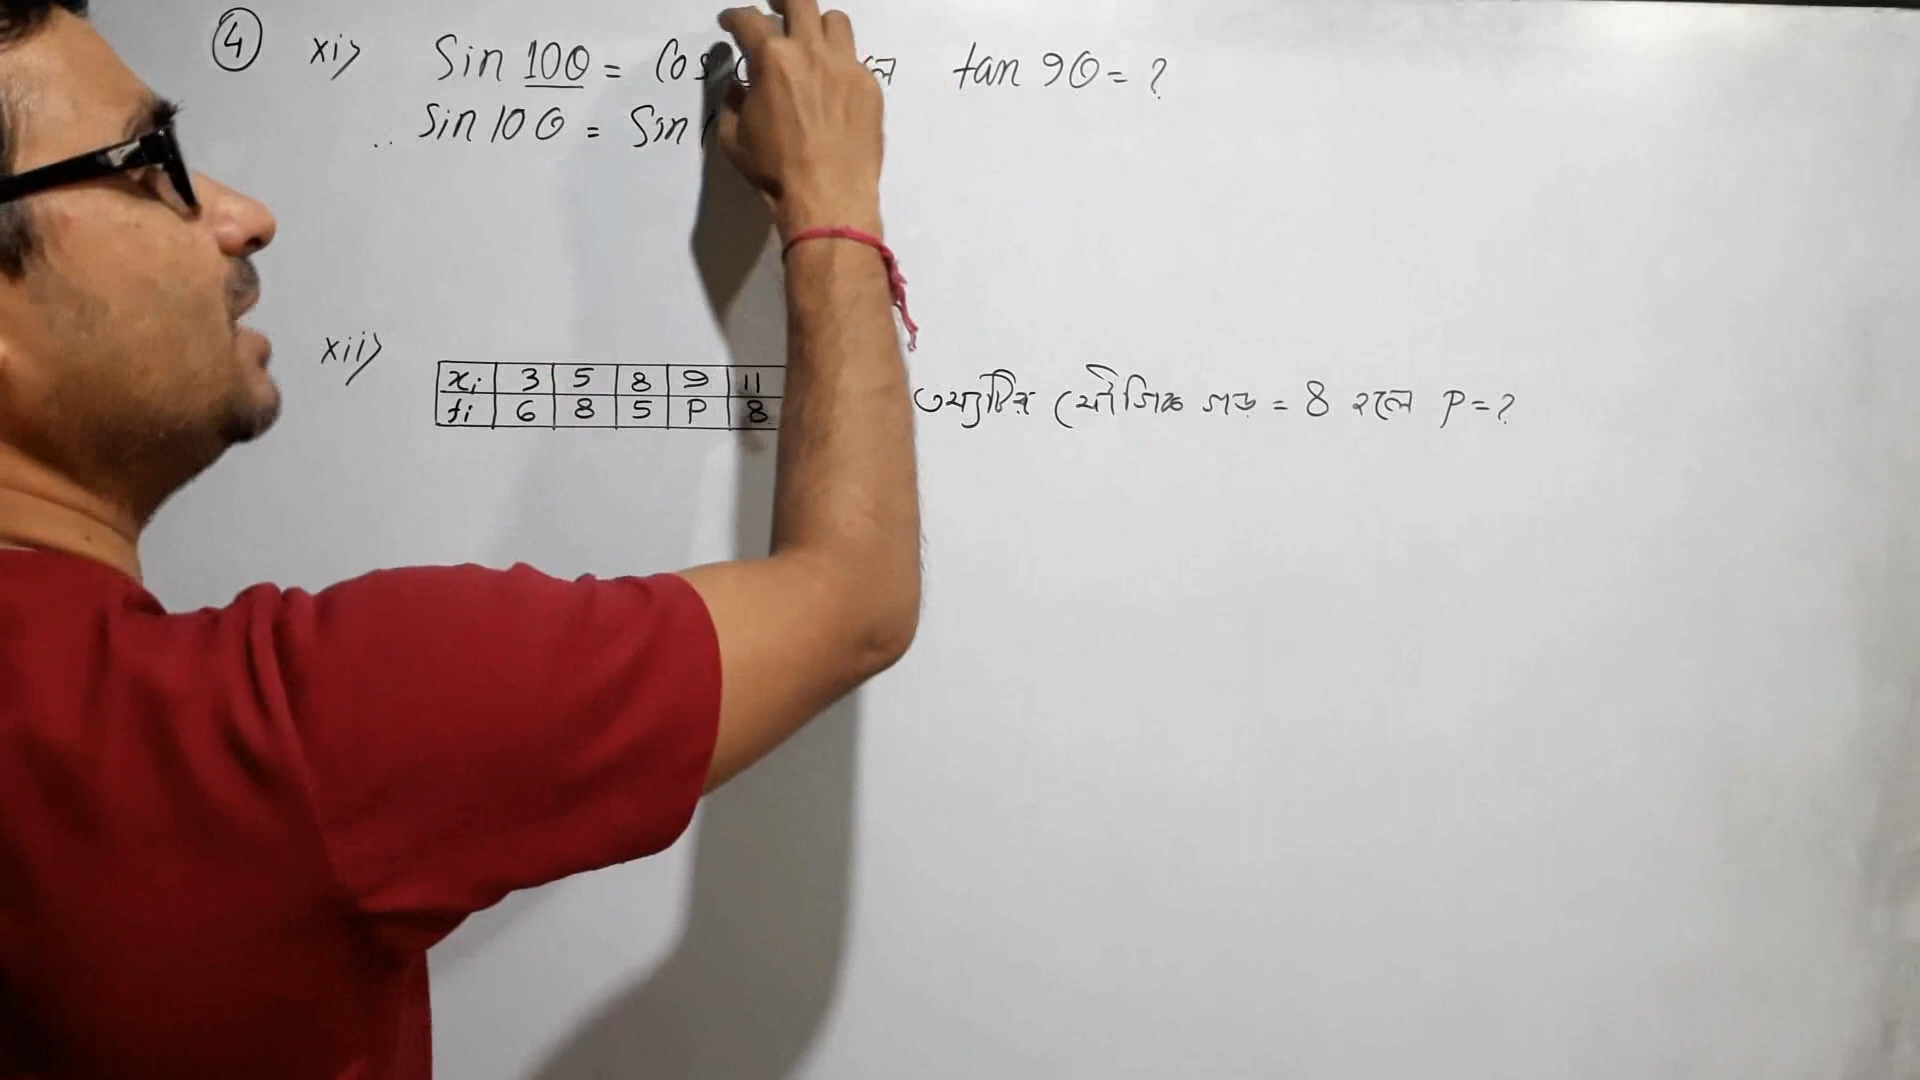 ④ xi> Sin 10θ = Cos লে tan 9θ = ?
∴ Sin 10θ = Sin (
xii>
xi 3 5 8 9 11
fi 6 8 5 P 8
তথ্যটির যৌগিক গড় = 8 হলে P = ?